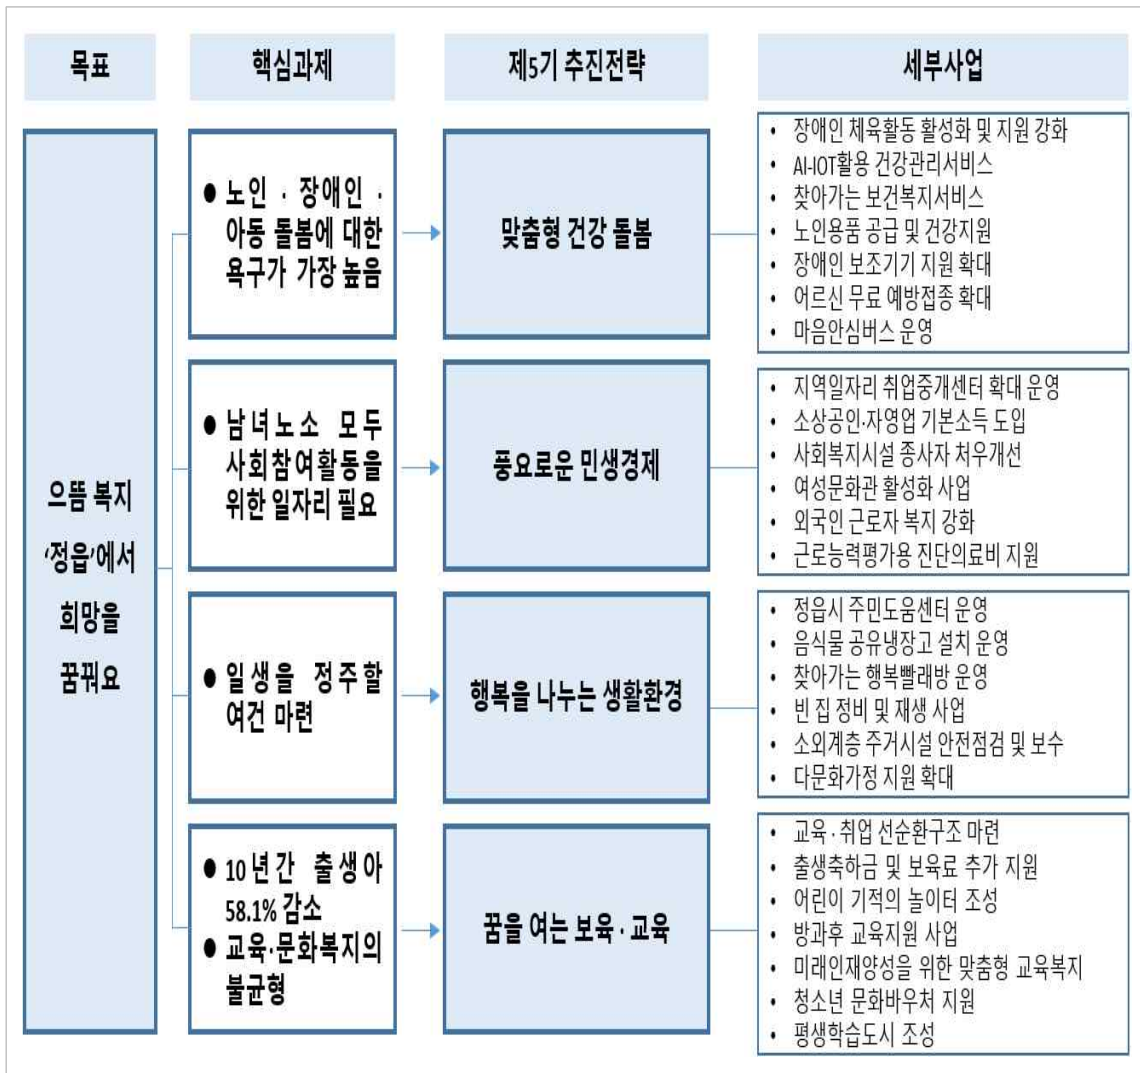 목표
핵심과제
제5기 추진전략
세부사업
으뜸 복지
‘정읍’에서
희망을
꿈꿔요
● 노인 · 장애인 ·
아동 돌봄에 대한
욕구가 가장 높음
맞춤형 건강 돌봄
• 장애인 체육활동 활성화 및 지원 강화
• AI-IOT활용 건강관리서비스
• 찾아가는 보건복지서비스
• 노인용품 공급 및 건강지원
• 장애인 보조기기 지원 확대
• 어르신 무료 예방접종 확대
• 마음안심버스 운영
● 남녀노소 모두
사회참여활동을
위한 일자리 필요
풍요로운 민생경제
• 지역일자리 취업중개센터 확대 운영
• 소상공인·자영업 기본소득 도입
• 사회복지시설 종사자 처우개선
• 여성문화관 활성화 사업
• 외국인 근로자 복지 강화
• 근로능력평가용 진단의료비 지원
● 일생을 정주할
여건 마련
행복을 나누는 생활환경
• 정읍시 주민도움센터 운영
• 음식물 공유냉장고 설치 운영
• 찾아가는 행복빨래방 운영
• 빈 집 정비 및 재생 사업
• 소외계층 주거시설 안전점검 및 보수
• 다문화가정 지원 확대
● 10년간 출생아
58.1% 감소
● 교육·문화복지의
불균형
꿈을 여는 보육 · 교육
• 교육 · 취업 선순환구조 마련
• 출생축하금 및 보육료 추가 지원
• 어린이 기적의 놀이터 조성
• 방과후 교육지원 사업
• 미래인재양성을 위한 맞춤형 교육복지
• 청소년 문화바우처 지원
• 평생학습도시 조성